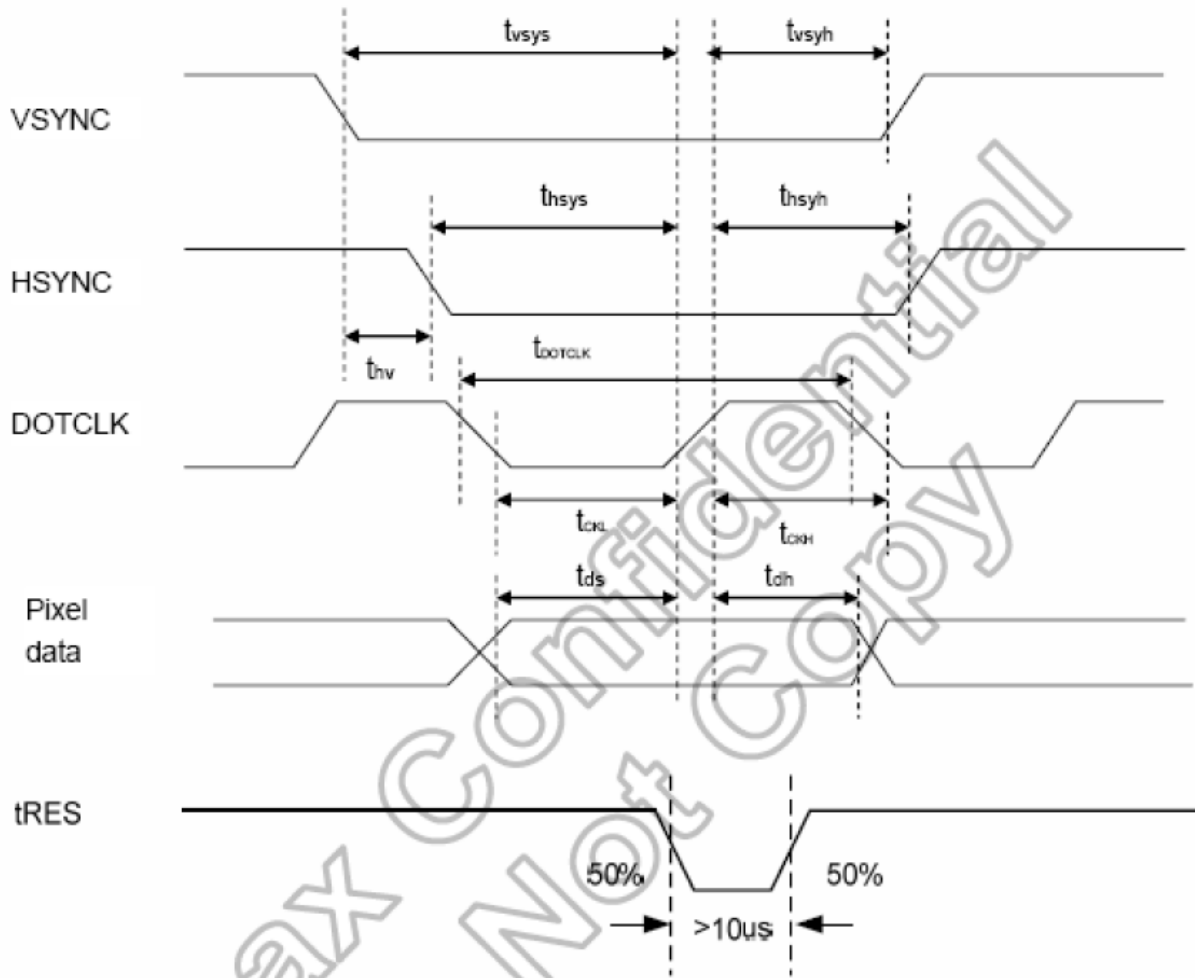 tvsys
tvsyh
VSYNC
thsys
thsyh
HSYNC
tDOTCLK
thv
DOTCLK
tCKL
tCKH
tds
tdh
Pixel
data
tRES
50%
50%
>10us
ax Confidential
Not Copy